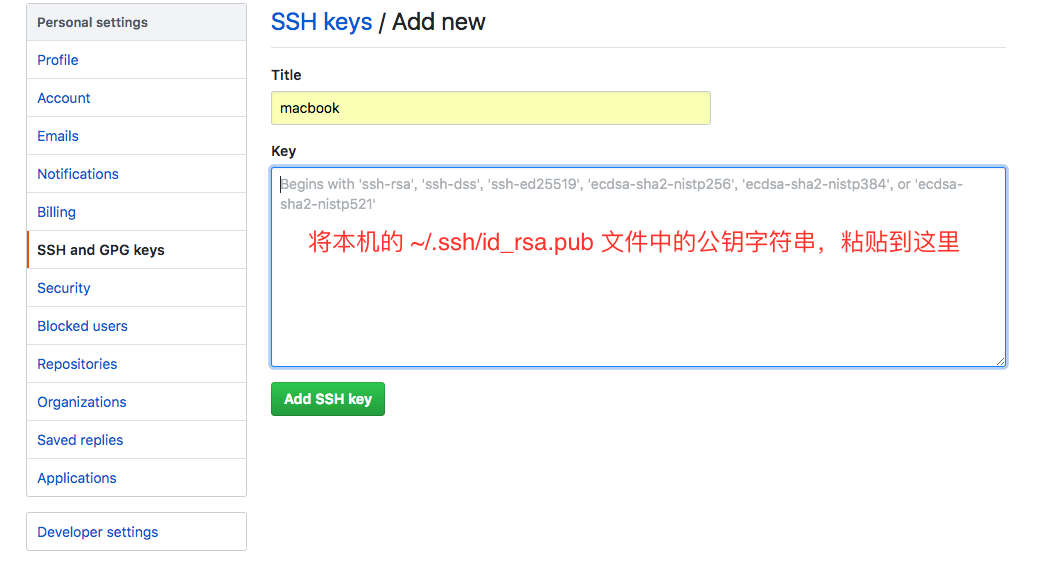 Personal settings
Profile
Account
Emails
Notifications
Billing
SSH and GPG keys
Security
Blocked users
Repositories
Organizations
Saved replies
Applications
Developer settings
SSH keys / Add new
Title
macbook
Key
Begins with 'ssh-rsa', 'ssh-dss', 'ssh-ed25519', 'ecdsa-sha2-nistp256', 'ecdsa-sha2-nistp384', or 'ecdsa-
sha2-nistp521'
将本机的 ~/.ssh/id_rsa.pub 文件中的公钥字符串，粘贴到这里
Add SSH key